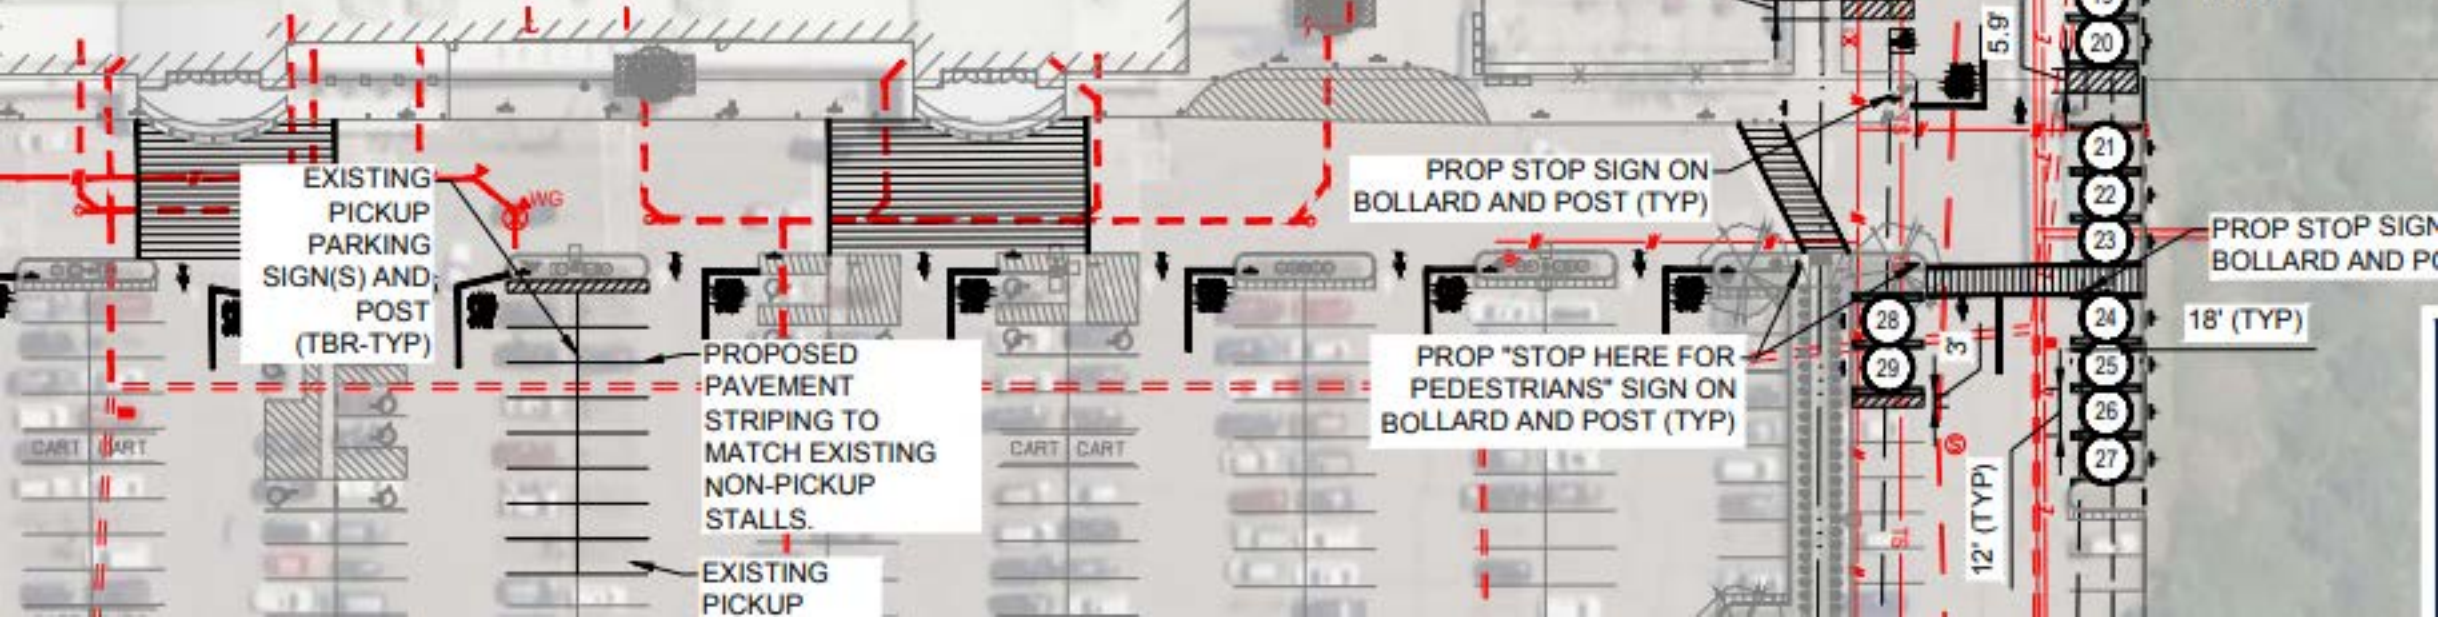 20
5.9'
21
22
23
EXISTING
PICKUP
PARKING
SIGN(S) AND
POST
(TBR-TYP)
WG
PROP STOP SIGN ON
BOLLARD AND POST (TYP)
PROP STOP SIGN
BOLLARD AND
PROPOSED
PAVEMENT
STRIPING TO
MATCH EXISTING
NON-PICKUP
STALLS.
PROP "STOP HERE FOR
PEDESTRIANS" SIGN ON
BOLLARD AND POST (TYP)
28
29
3'
24
25
26
27
18' (TYP)
12' (TYP)
CART CART
CART CART
EXISTING
PICKUP
S
TS